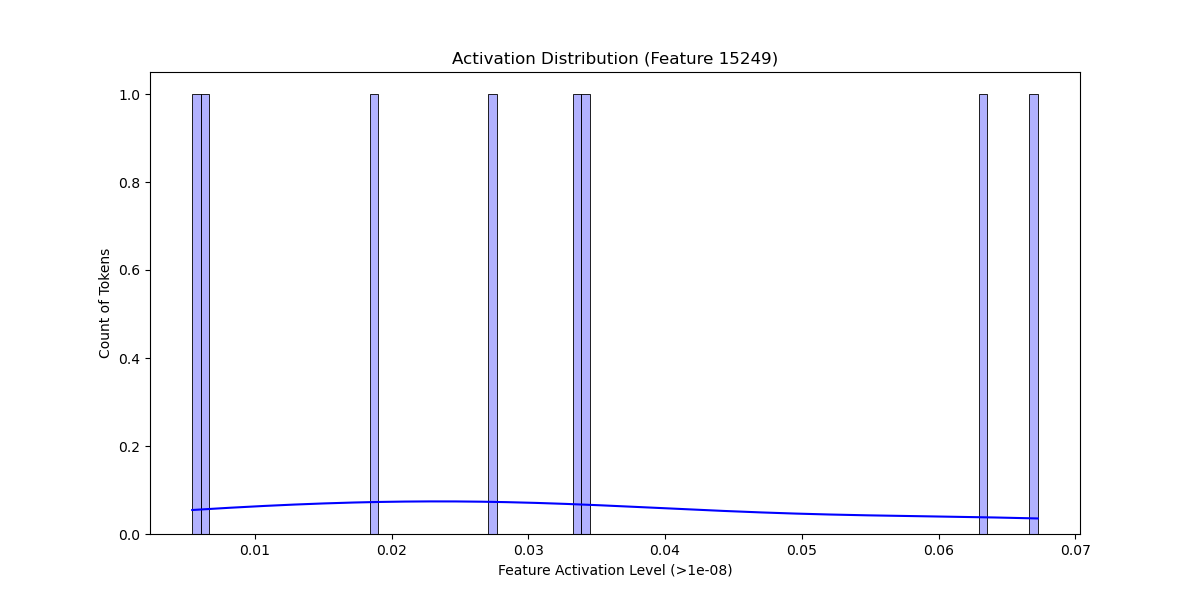 Activation Distribution (Feature 15249)
1.0
0.8
0.6
0.4
0.2
0.0
Count of Tokens
0.01 0.02 0.03 0.04 0.05 0.06 0.07
Feature Activation Level (>1e-08)